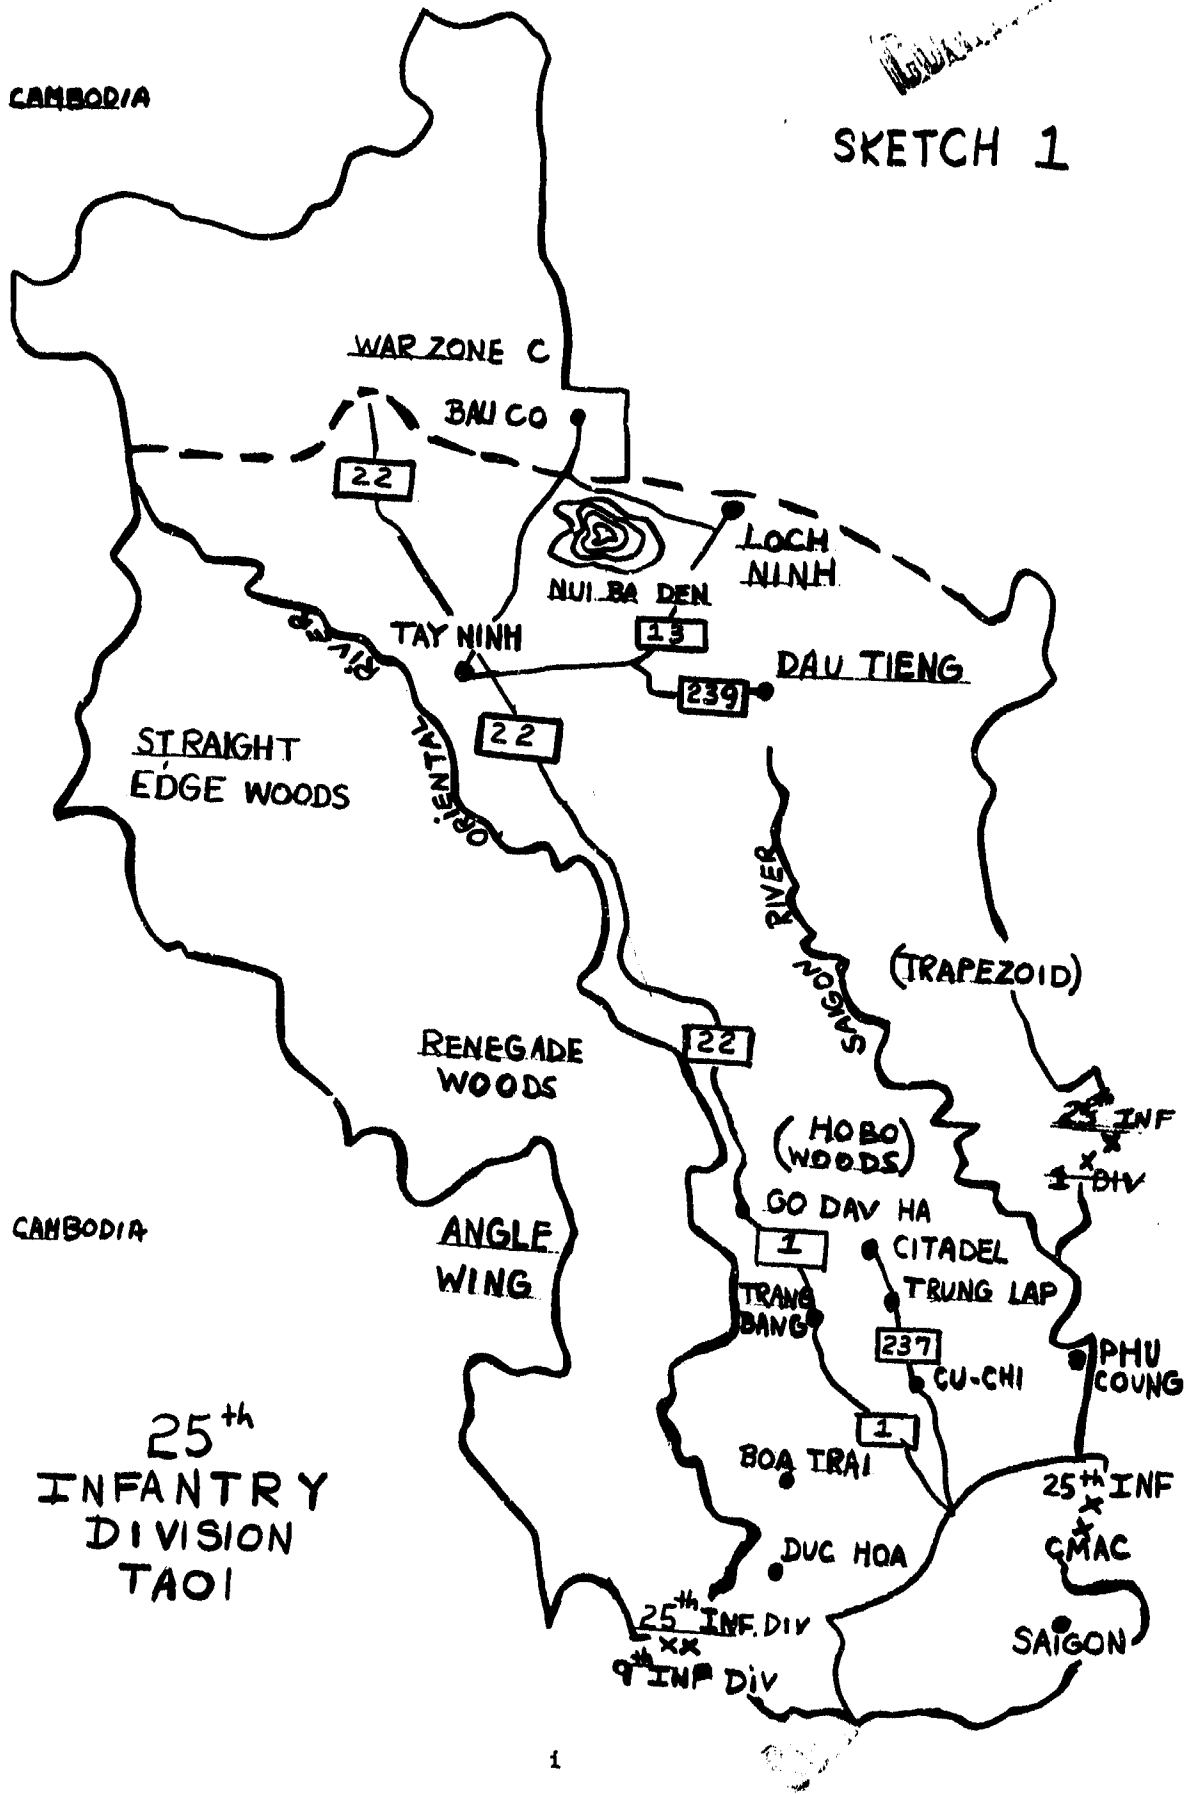 CAMBODIA
SKETCH 1
WAR ZONE C
BAU CO
22
LOCH
NINH
NUI BA DEN
TAY NINH
13
DAU TIENG
239
22
RIVER
ORIENTAL
STRAIGHT
EDGE WOODS
RIVER
SAIGON
(TRAPEZOID)
22
RENEGADE
WOODS
(HOBO
WOODS)
25th INF
X
X
1 DIV
GO DAV HA
1
CITADEL
CAMBODIA
ANGLE
WING
TRANG
BANG
TRUNG LAP
237
PHU
COUNG
CU-CHI
1
25th
INFANTRY
DIVISION
TAOI
BOA TRAI
25th INF
X
X
CMAC
DUC HOA
25th INF. DIV
XX
9th INF DIV
SAIGON
i